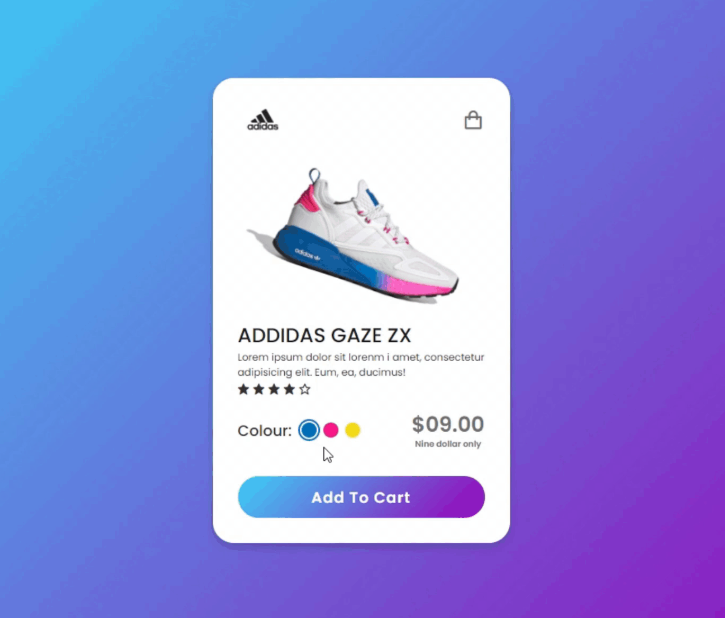 adidas
adidas
ADDIDAS GAZE ZX
Lorem ipsum dolor sit lorenm i amet, consectetur
adipisicing elit. Eum, ea, ducimus!
Colour:
$09.00
Nine dollar only
Add To Cart